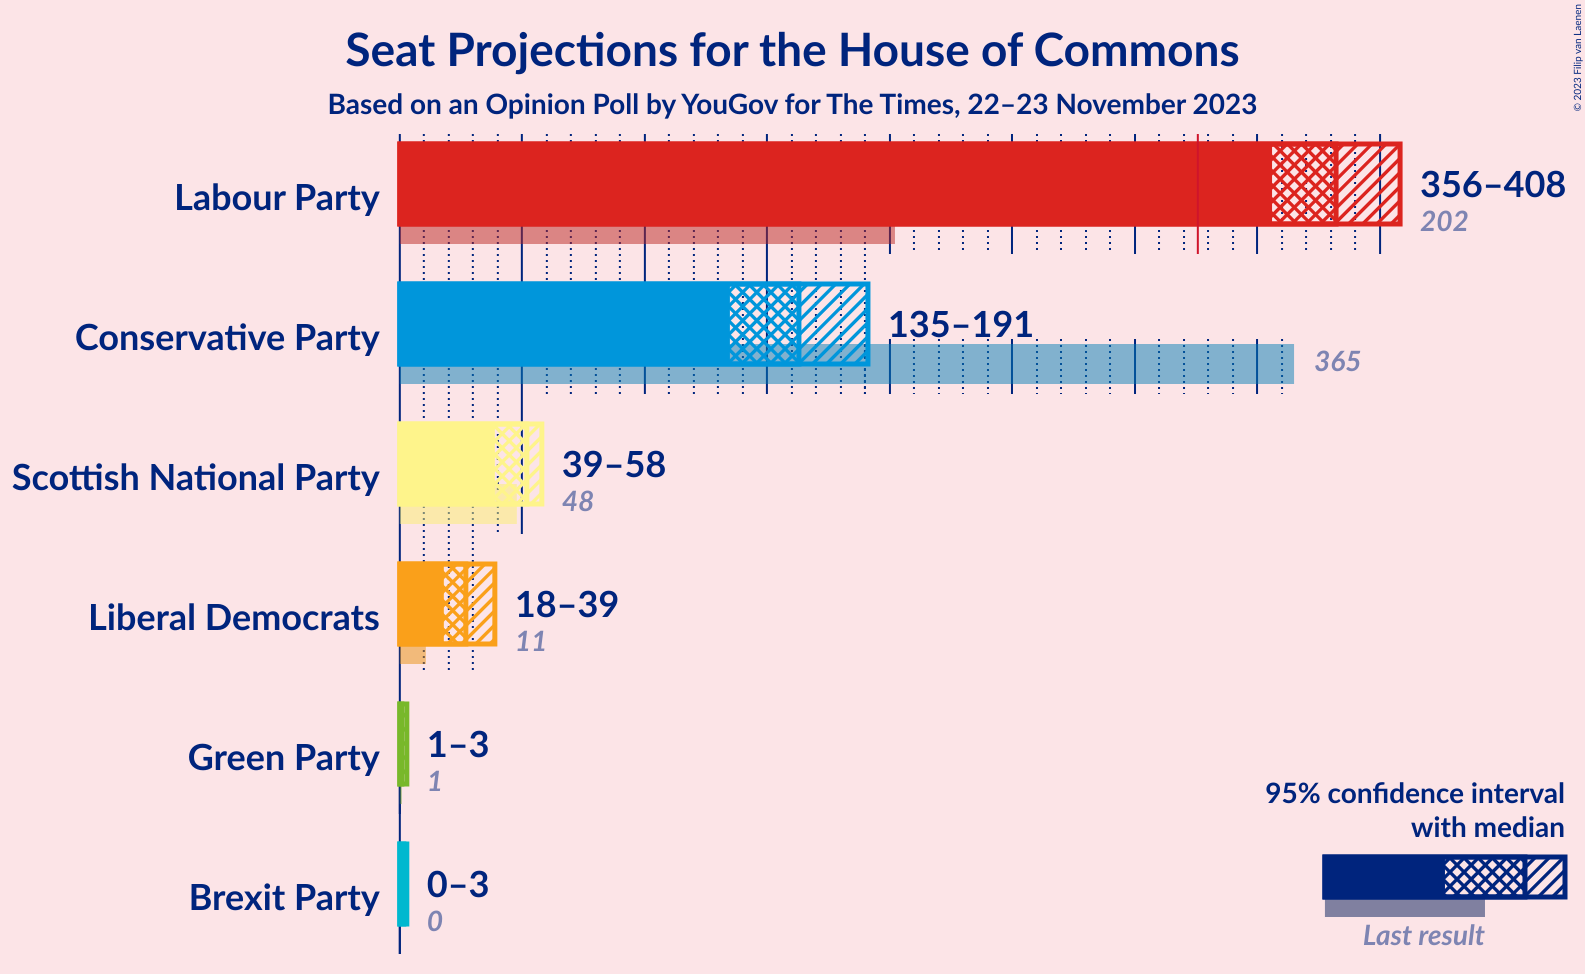 Seat Projections for the House of Commons
Based on an Opinion Poll by YouGov for The Times, 22–23 November 2023
© 2023 Filip van Laenen
Labour Party
356–408
202
Conservative Party
135–191
365
Scottish National Party
39–58
48
Liberal Democrats
18–39
11
Green Party
1–3
1
Brexit Party
0–3
0
95% confidence interval
with median
Last result